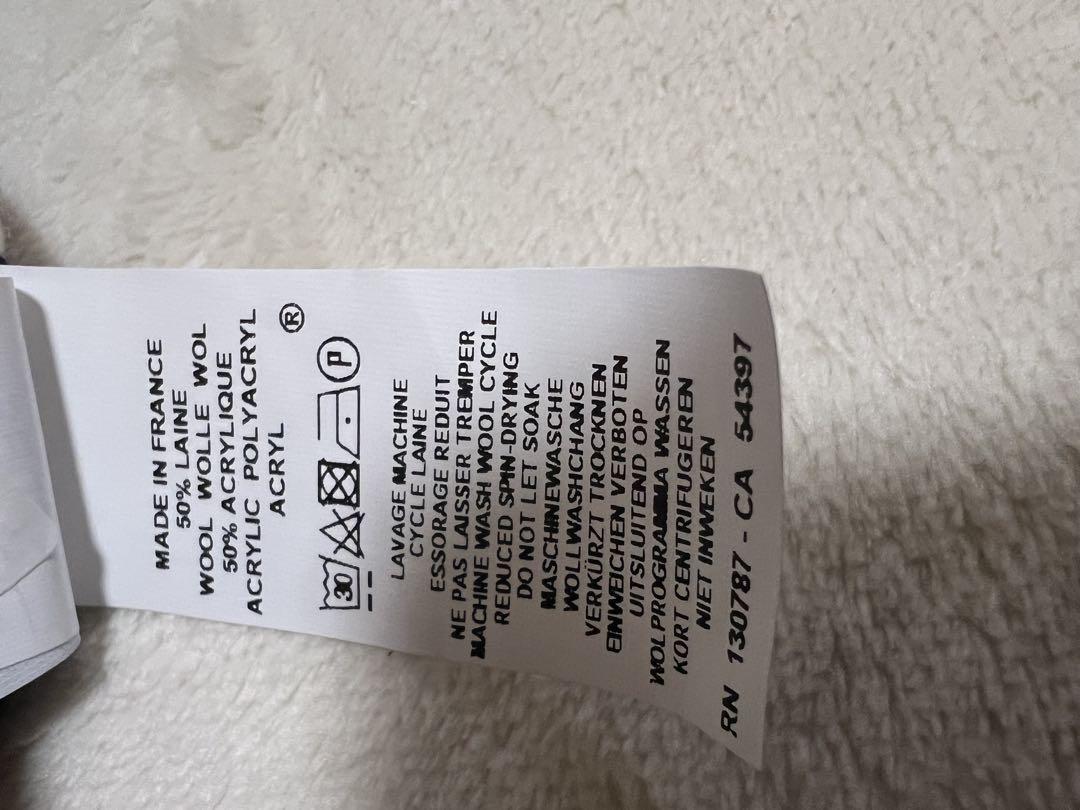 MADE IN FRANCE
50% LAINE
WOOL WOLLE WOL
50% ACRYLIQUE
ACRYLIC POLYACRYL
ACRYL
®
30 P
LAVAGE MACHINE
CYCLE LAINE
ESSORAGE REDUIT
NE PAS LAISSER TREMPER
MACHINE WASH WOOL CYCLE
REDUCED SPIN-DRYING
DO NOT LET SOAK
MASCHINEWASCHE
WOLLWASHCHANG
VERKÜRZT TROCKNEN
EINWEICHEN VERBOTEN
UITSLUITEND OP
WOLPROGRAMMA WASSEN
KORT CENTRIFUGEREN
NIET INWEKEN
RN 130787 - CA 54397